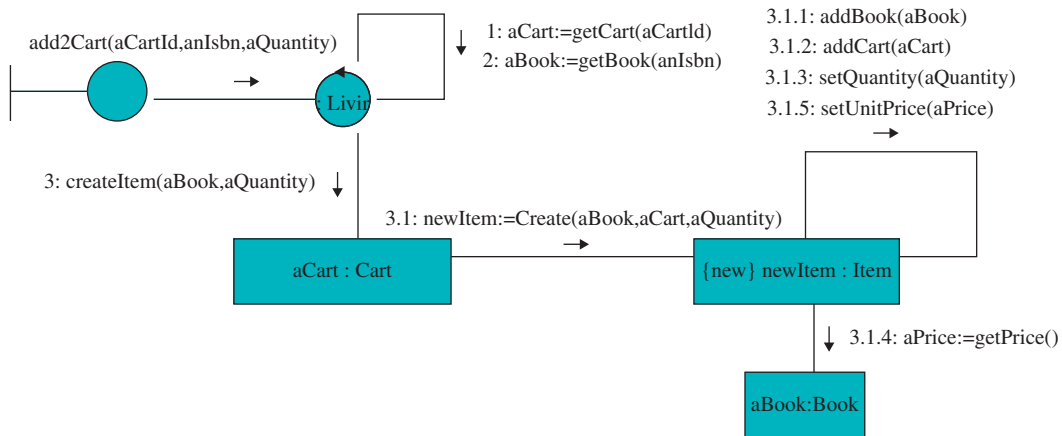 add2Cart(aCartId,anIsbn,aQuantity)
: Livir
1: aCart:=getCart(aCartId)
2: aBook:=getBook(anIsbn)
3.1.1: addBook(aBook)
3.1.2: addCart(aCart)
3.1.3: setQuantity(aQuantity)
3.1.5: setUnitPrice(aPrice)
3: createItem(aBook,aQuantity)
3.1: newItem:=Create(aBook,aCart,aQuantity)
aCart : Cart
{new} newItem : Item
3.1.4: aPrice:=getPrice()
aBook:Book